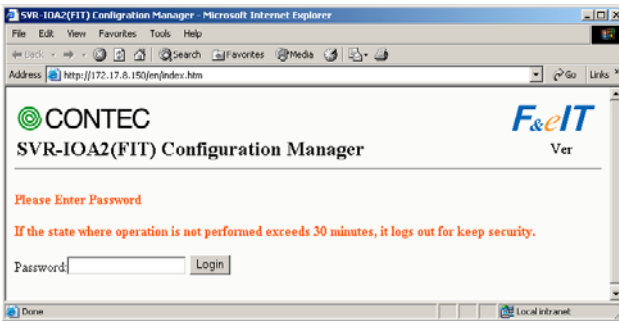 SVR-IOA2(FIT) Configration Manager - Microsoft Internet Explorer
File Edit View Favorites Tools Help
Back Search Favorites Media
Address http://172.17.8.150/en/index.htm Go Links »
CONTEC F&eIT
SVR-IOA2(FIT) Configuration Manager Ver
Please Enter Password
If the state where operation is not performed exceeds 30 minutes, it logs out for keep security.
Password: Login
Done Local intranet